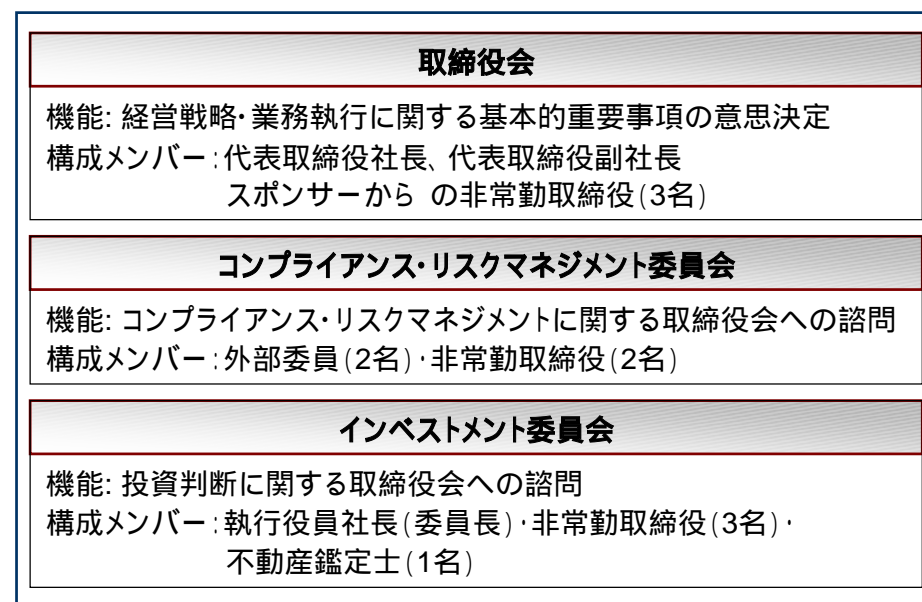 取締役会
機能: 経営戦略・業務執行に関する基本的重要事項の意思決定
構成メンバー:代表取締役社長、代表取締役副社長
スポンサーから の非常勤取締役(3名)
コンプライアンス・リスクマネジメント委員会
機能: コンプライアンス・リスクマネジメントに関する取締役会への諮問
構成メンバー:外部委員(2名)・非常勤取締役(2名)
インベストメント委員会
機能: 投資判断に関する取締役会への諮問
構成メンバー:執行役員社長(委員長)・非常勤取締役(3名)・
不動産鑑定士(1名)